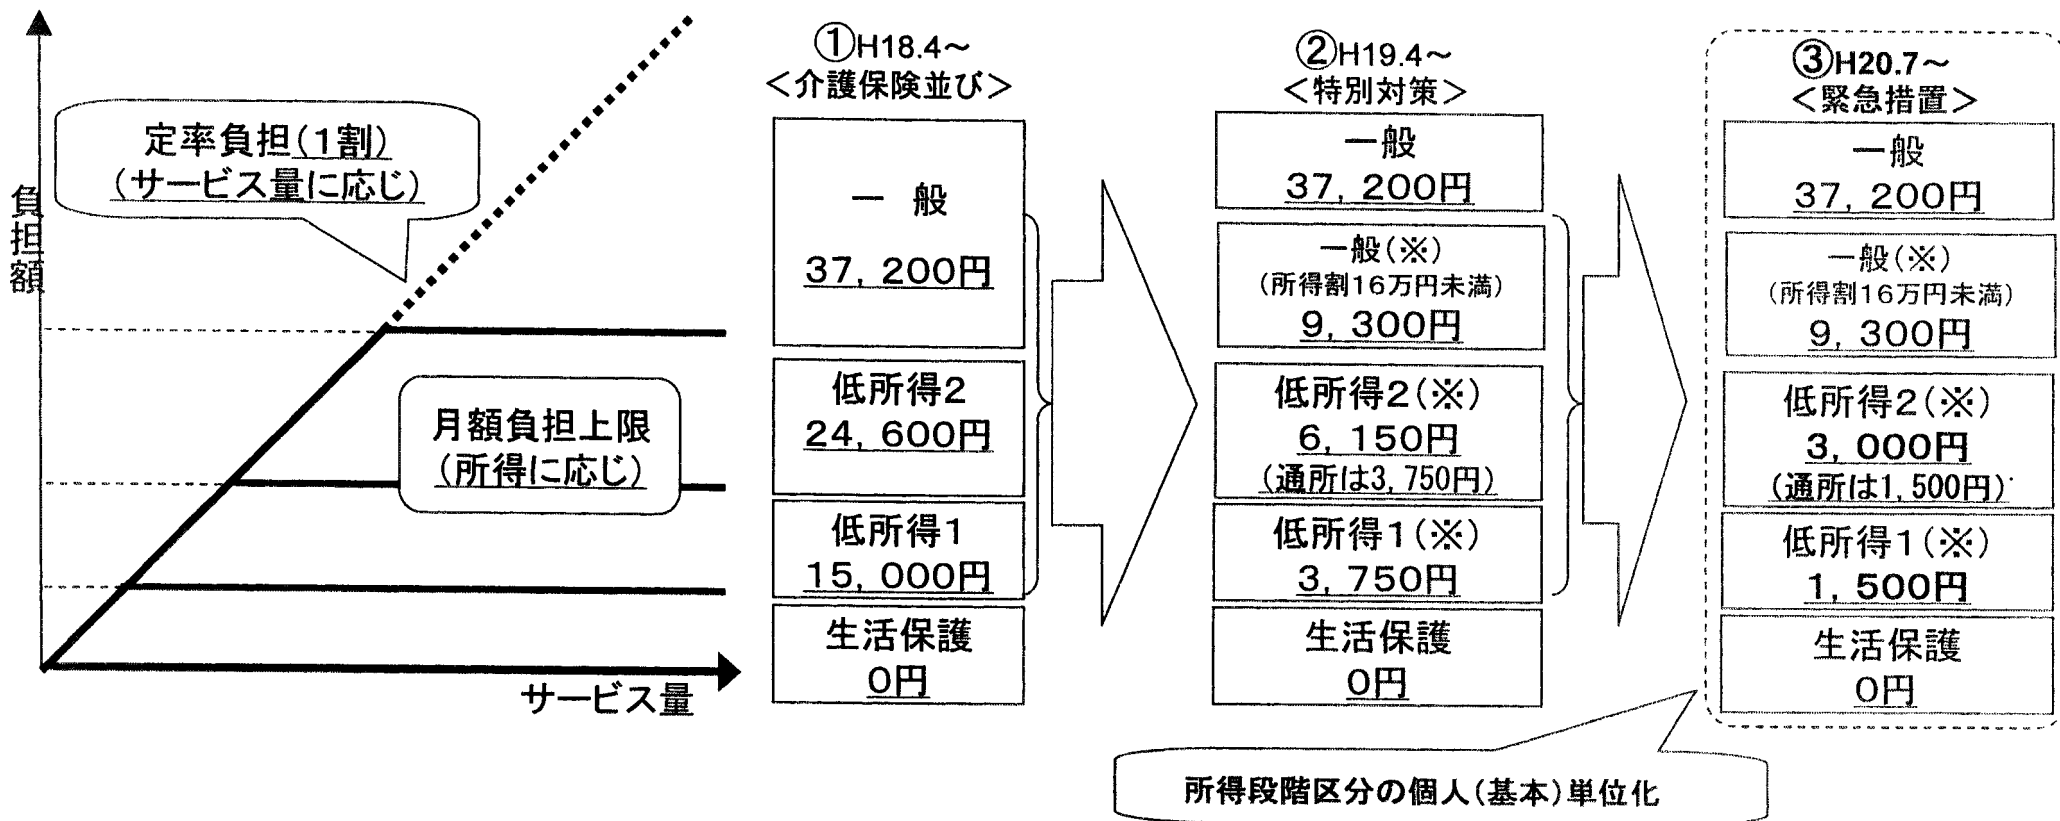 負担額
定率負担(1割)
(サービス量に応じ)
月額負担上限
(所得に応じ)
サービス量
①H18.4～
＜介護保険並び＞
一 般
37, 200円
低所得2
24, 600円
低所得1
15, 000円
生活保護
0円
②H19.4～
＜特別対策＞
一般
37, 200円
一般(※)
(所得割16万円未満)
9, 300円
低所得2(※)
6, 150円
(通所は3, 750円)
低所得1(※)
3, 750円
生活保護
0円
③H20.7～
＜緊急措置＞
一般
37, 200円
一般(※)
(所得割16万円未満)
9, 300円
低所得2(※)
3, 000円
(通所は1, 500円)
低所得1(※)
1, 500円
生活保護
0円
所得段階区分の個人(基本)単位化